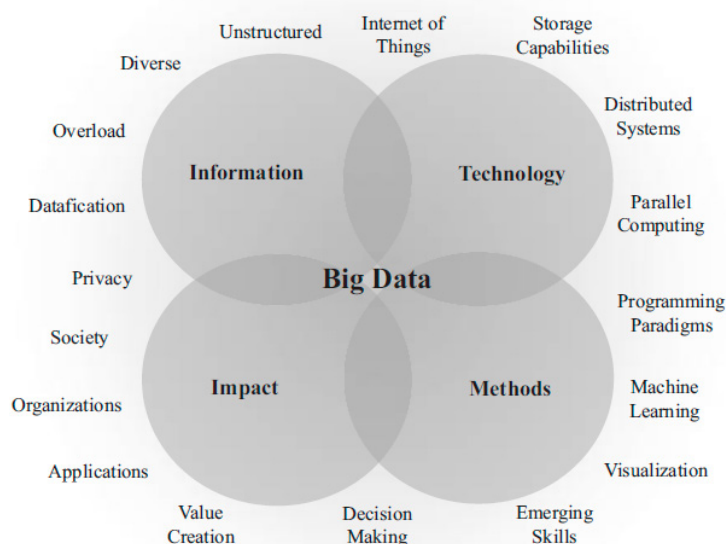 Unstructured
Internet of
Things
Storage
Capabilities
Diverse
Distributed
Systems
Overload
Information
Technology
Datafication
Parallel
Computing
Privacy
Big Data
Programming
Paradigms
Society
Impact
Methods
Machine
Learning
Organizations
Applications
Visualization
Value
Creation
Decision
Making
Emerging
Skills